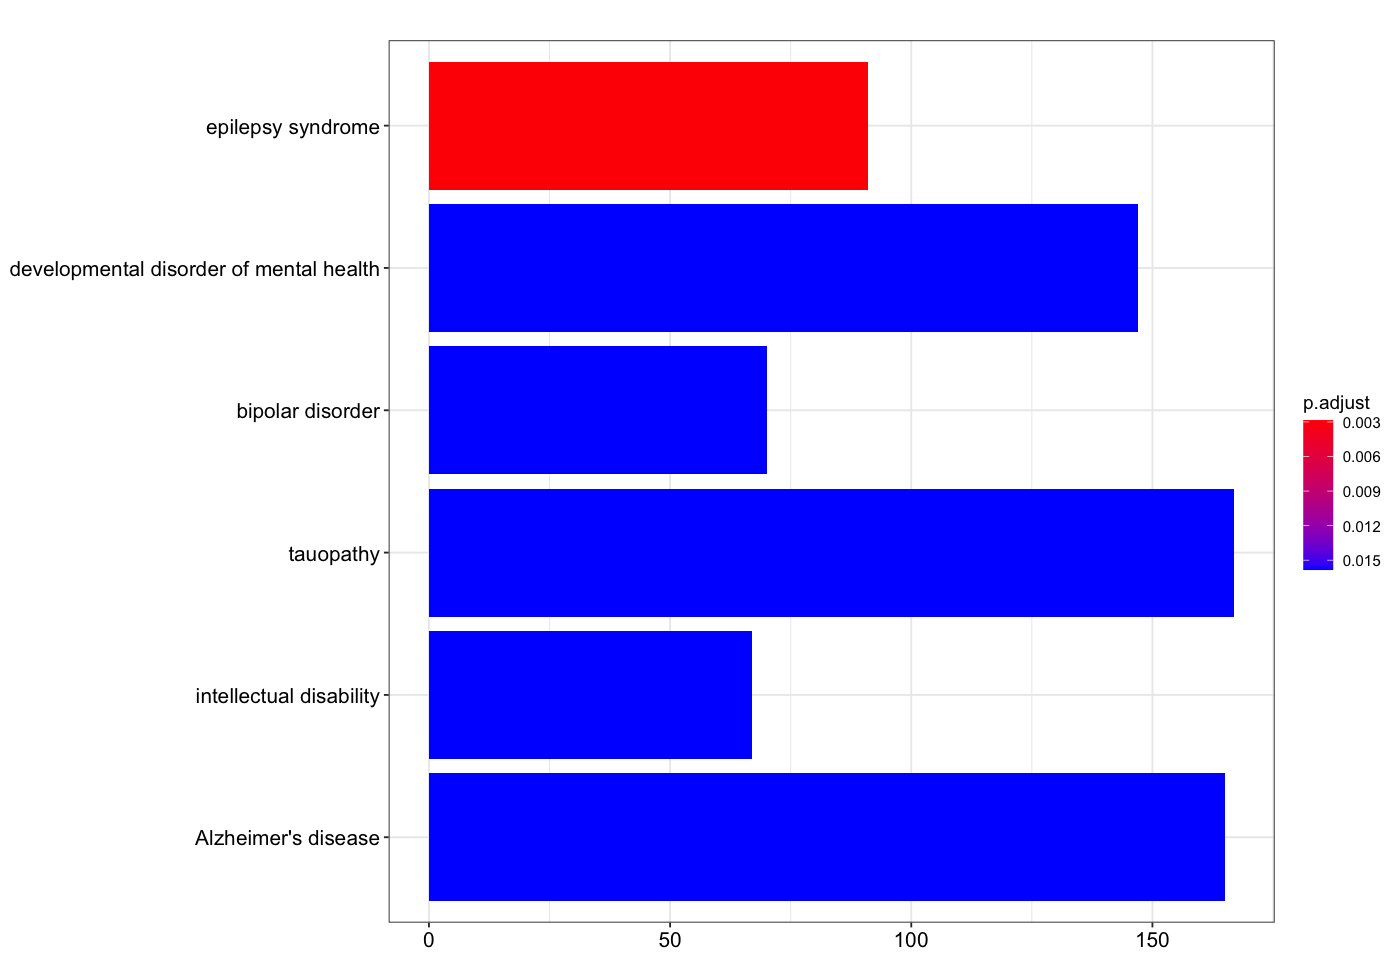 epilepsy syndrome
developmental disorder of mental health
bipolar disorder
tauopathy
intellectual disability
Alzheimer's disease
0 50 100 150
p.adjust
0.003
0.006
0.009
0.012
0.015